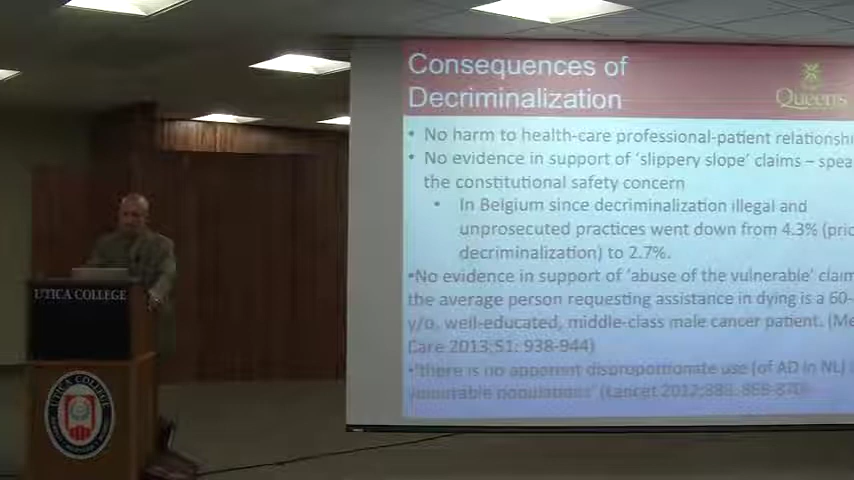 Consequences of
Decriminalization
Queen's
• No harm to health-care professional-patient relationshi
• No evidence in support of 'slippery slope' claims – spea
the constitutional safety concern
• In Belgium since decriminalization illegal and
unprosecuted practices went down from 4.3% (prio
decriminalization) to 2.7%.
•No evidence in support of 'abuse of the vulnerable' claim
the average person requesting assistance in dying is a 60-
y/o, well-educated, middle-class male cancer patient. (Me
Care 2013;51: 938-944)
•'there is no apparent disproportionate use (of AD in NL)
vulnerable populations' (Lancet 2012;
UTICA COLLEGE
UTICA COLLEGE